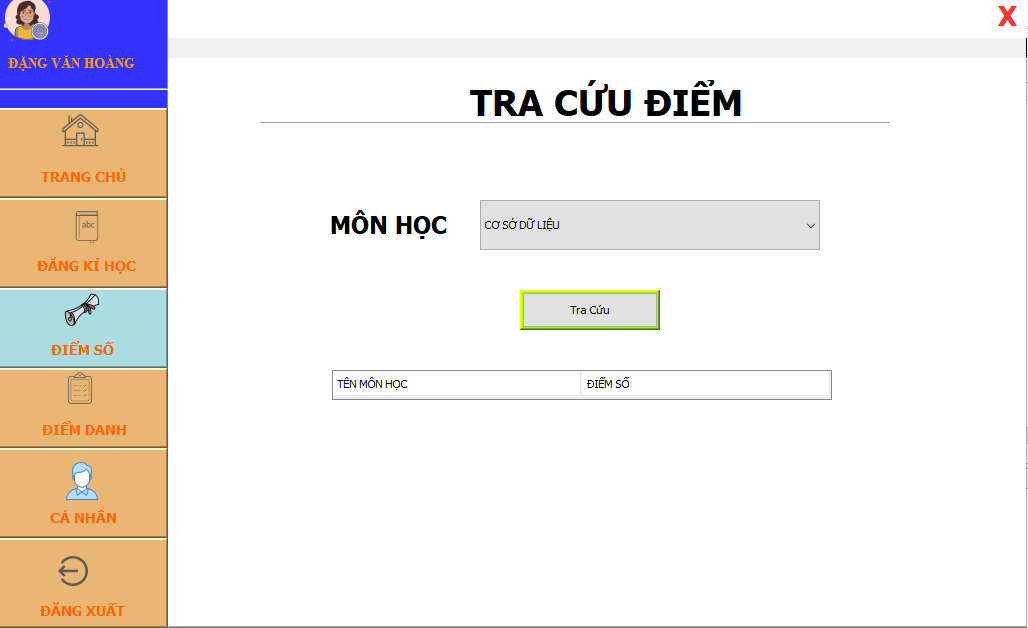 X
ĐẶNG VĂN HOÀNG
TRA CỨU ĐIỂM
TRANG CHỦ
MÔN HỌC
CƠ SỞ DỮ LIỆU
abc
ĐĂNG KÍ HỌC
Tra Cứu
ĐIỂM SỐ
TÊN MÔN HỌC
ĐIỂM SỐ
ĐIỂM DANH
CÁ NHÂN
ĐĂNG XUẤT